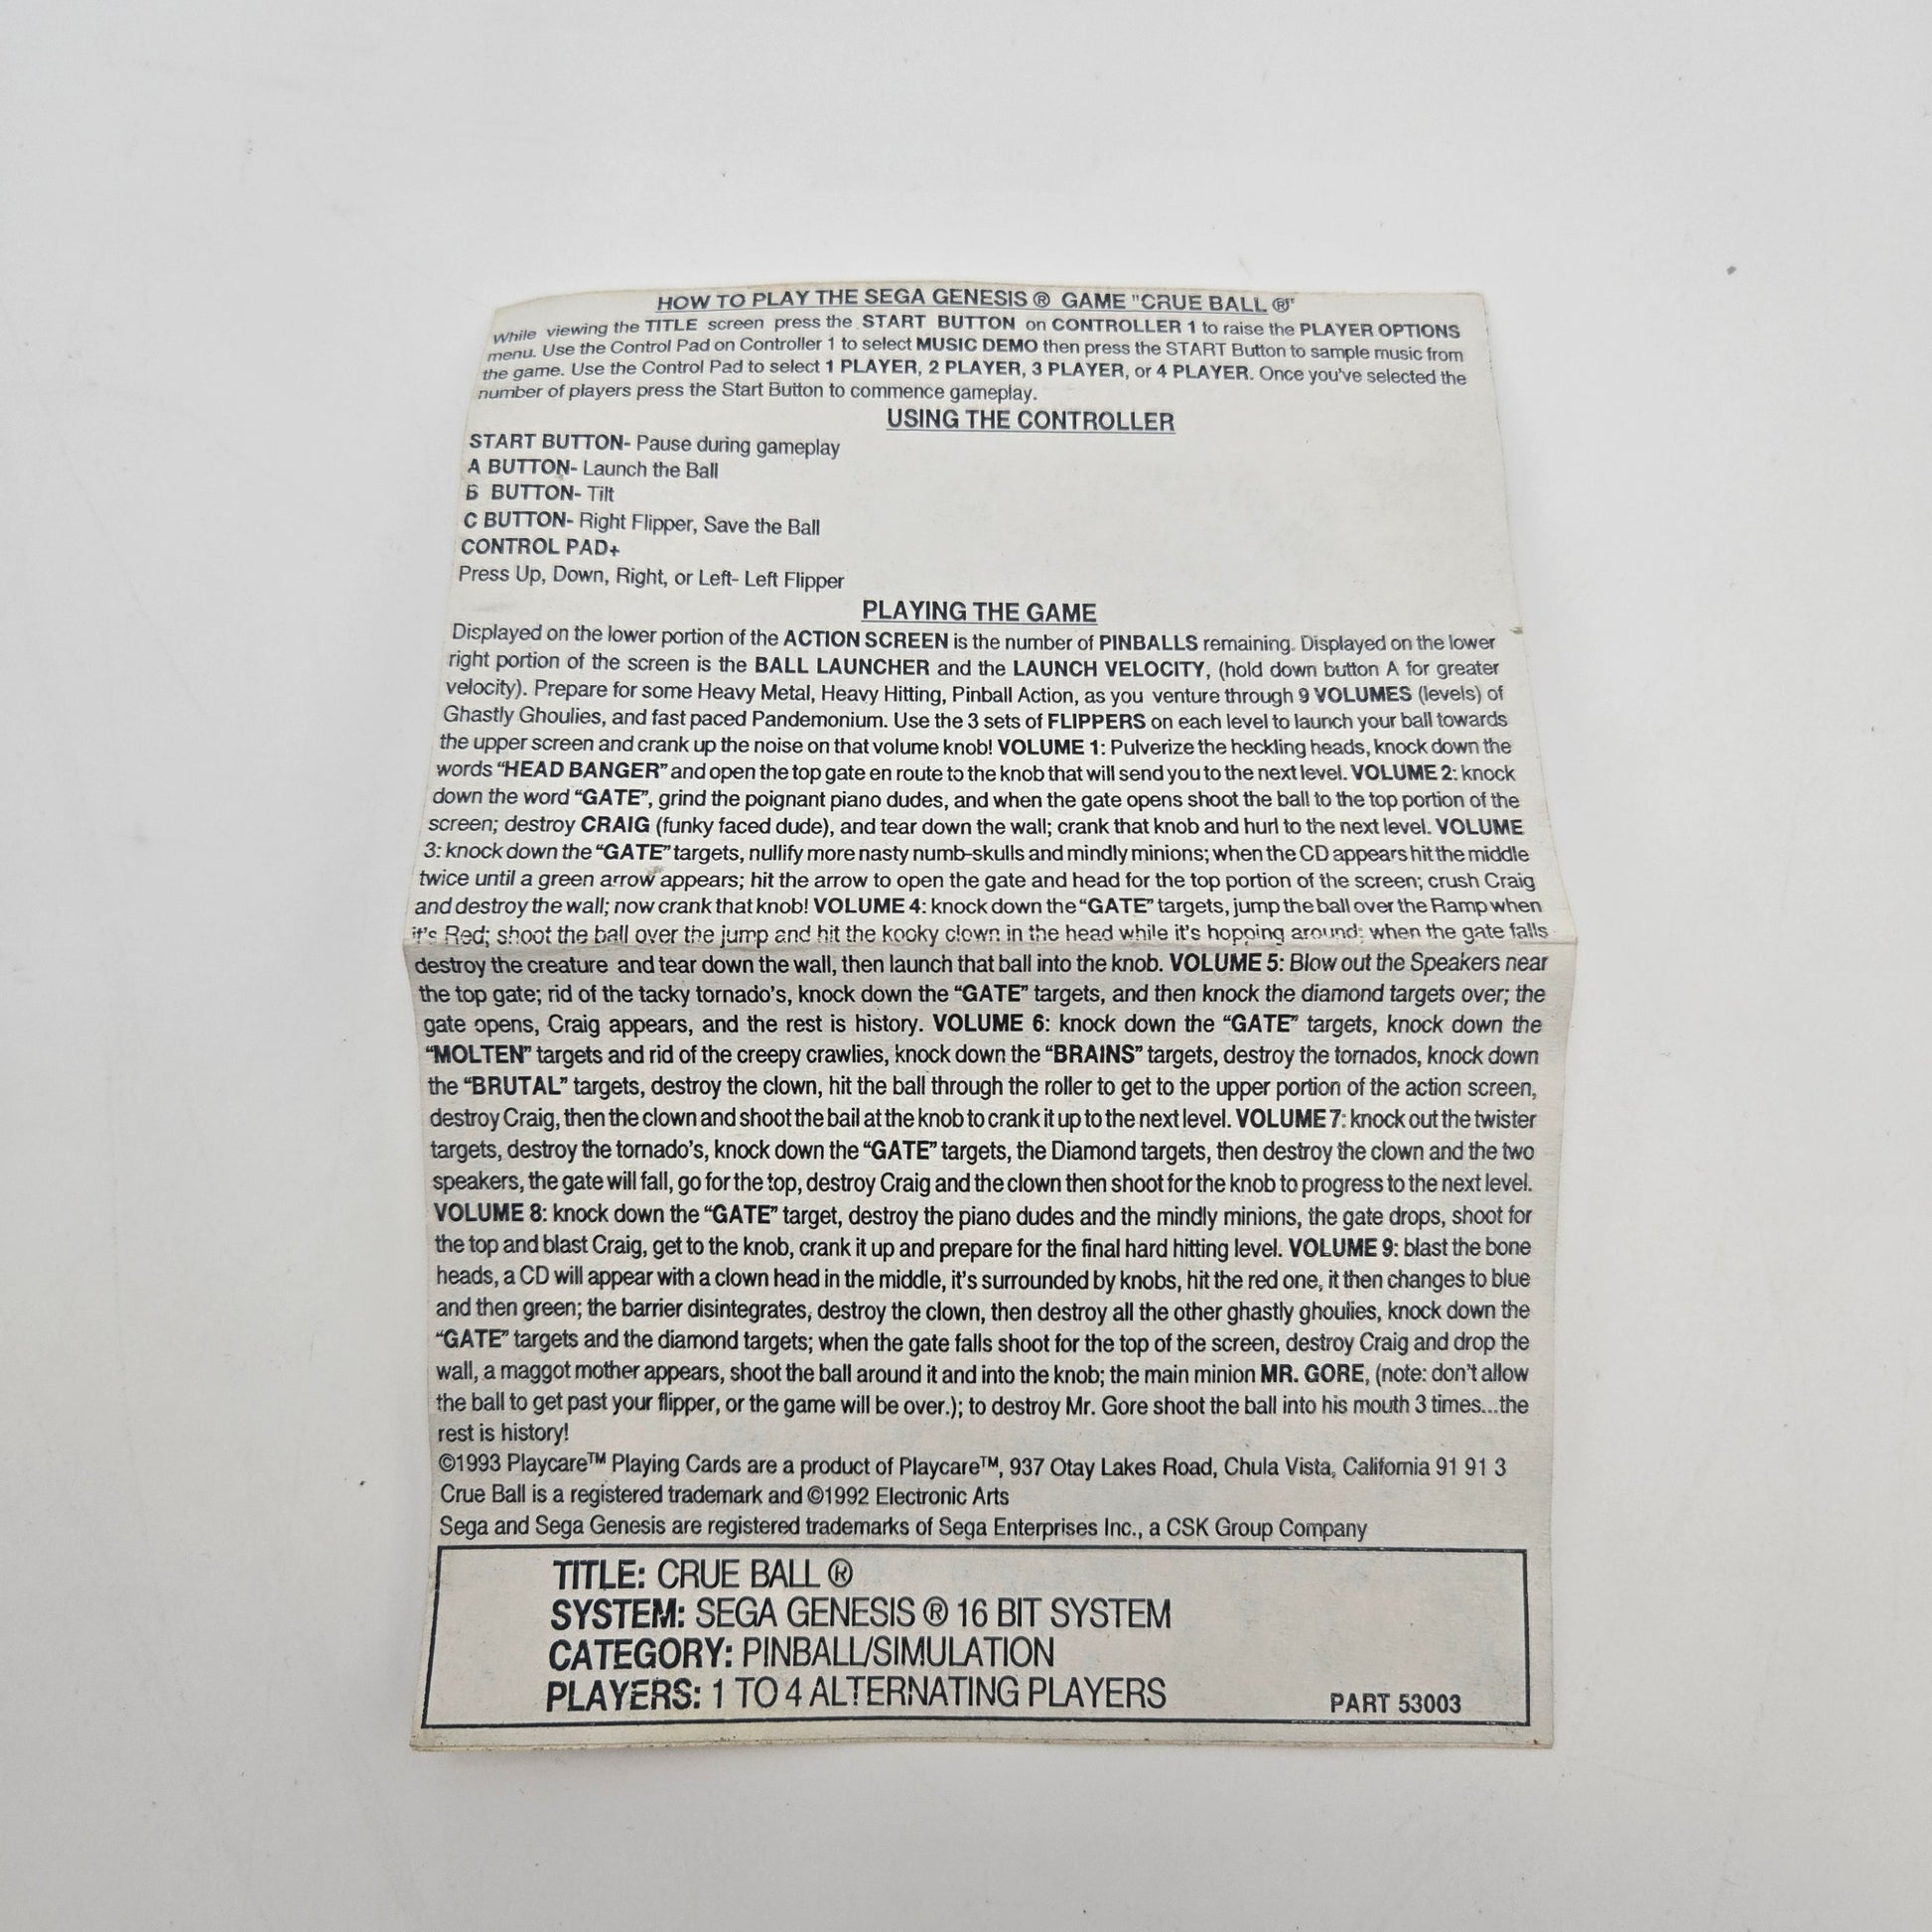 HOW TO PLAY THE SEGA GENESIS ® GAME "CRUE BALL ®"
While viewing the TITLE screen press the START BUTTON on CONTROLLER 1 to raise the PLAYER OPTIONS
menu. Use the Control Pad on Controller 1 to select MUSIC DEMO then press the START Button to sample music from
the game. Use the Control Pad to select 1 PLAYER, 2 PLAYER, 3 PLAYER, or 4 PLAYER. Once you've selected the
number of players press the Start Button to commence gameplay.
USING THE CONTROLLER
START BUTTON- Pause during gameplay
A BUTTON- Launch the Ball
B BUTTON- Tilt
C BUTTON- Right Flipper, Save the Ball
CONTROL PAD+
Press Up, Down, Right, or Left- Left Flipper
PLAYING THE GAME
Displayed on the lower portion of the ACTION SCREEN is the number of PINBALLS remaining. Displayed on the lower
right portion of the screen is the BALL LAUNCHER and the LAUNCH VELOCITY, (hold down button A for greater
velocity). Prepare for some Heavy Metal, Heavy Hitting, Pinball Action, as you venture through 9 VOLUMES (levels) of
Ghastly Ghoulies, and fast paced Pandemonium. Use the 3 sets of FLIPPERS on each level to launch your ball towards
the upper screen and crank up the noise on that volume knob! VOLUME 1: Pulverize the heckling heads, knock down the
words “HEAD BANGER” and open the top gate en route to the knob that will send you to the next level. VOLUME 2: knock
down the word “GATE”, grind the poignant piano dudes, and when the gate opens shoot the ball to the top portion of the
screen; destroy CRAIG (funky faced dude), and tear down the wall; crank that knob and hurl to the next level. VOLUME
3: knock down the “GATE” targets, nullify more nasty numb-skulls and mindly minions; when the CD appears hit the middle
twice until a green arrow appears; hit the arrow to open the gate and head for the top portion of the screen; crush Craig
and destroy the wall; now crank that knob! VOLUME 4: knock down the “GATE” targets, jump the ball over the Ramp when
it's Red; shoot the ball over the jump and hit the kooky clown in the head while it's hopping around; when the gate falls
destroy the creature and tear down the wall, then launch that ball into the knob. VOLUME 5: Blow out the Speakers near
the top gate; rid of the tacky tornado's, knock down the “GATE” targets, and then knock the diamond targets over; the
gate opens, Craig appears, and the rest is history. VOLUME 6: knock down the “GATE” targets, knock down the
“MOLTEN” targets and rid of the creepy crawlies, knock down the “BRAINS” targets, destroy the tornados, knock down
the “BRUTAL” targets, destroy the clown, hit the ball through the roller to get to the upper portion of the action screen,
destroy Craig, then the clown and shoot the bail at the knob to crank it up to the next level. VOLUME 7: knock out the twister
targets, destroy the tornado's, knock down the “GATE” targets, the Diamond targets, then destroy the clown and the two
speakers, the gate will fall, go for the top, destroy Craig and the clown then shoot for the knob to progress to the next level.
VOLUME 8: knock down the “GATE” target, destroy the piano dudes and the mindly minions, the gate drops, shoot for
the top and blast Craig, get to the knob, crank it up and prepare for the final hard hitting level. VOLUME 9: blast the bone
heads, a CD will appear with a clown head in the middle, it's surrounded by knobs, hit the red one, it then changes to blue
and then green; the barrier disintegrates, destroy the clown, then destroy all the other ghastly ghoulies, knock down the
“GATE” targets and the diamond targets; when the gate falls shoot for the top of the screen, destroy Craig and drop the
wall, a maggot mother appears, shoot the ball around it and into the knob; the main minion MR. GORE, (note: don't allow
the ball to get past your flipper, or the game will be over.); to destroy Mr. Gore shoot the ball into his mouth 3 times...the
rest is history!
©1993 Playcare™ Playing Cards are a product of Playcare™, 937 Otay Lakes Road, Chula Vista, California 91 91 3
Crue Ball is a registered trademark and ©1992 Electronic Arts
Sega and Sega Genesis are registered trademarks of Sega Enterprises Inc., a CSK Group Company
TITLE: CRUE BALL ®
SYSTEM: SEGA GENESIS ® 16 BIT SYSTEM
CATEGORY: PINBALL/SIMULATION
PLAYERS: 1 TO 4 ALTERNATING PLAYERS PART 53003